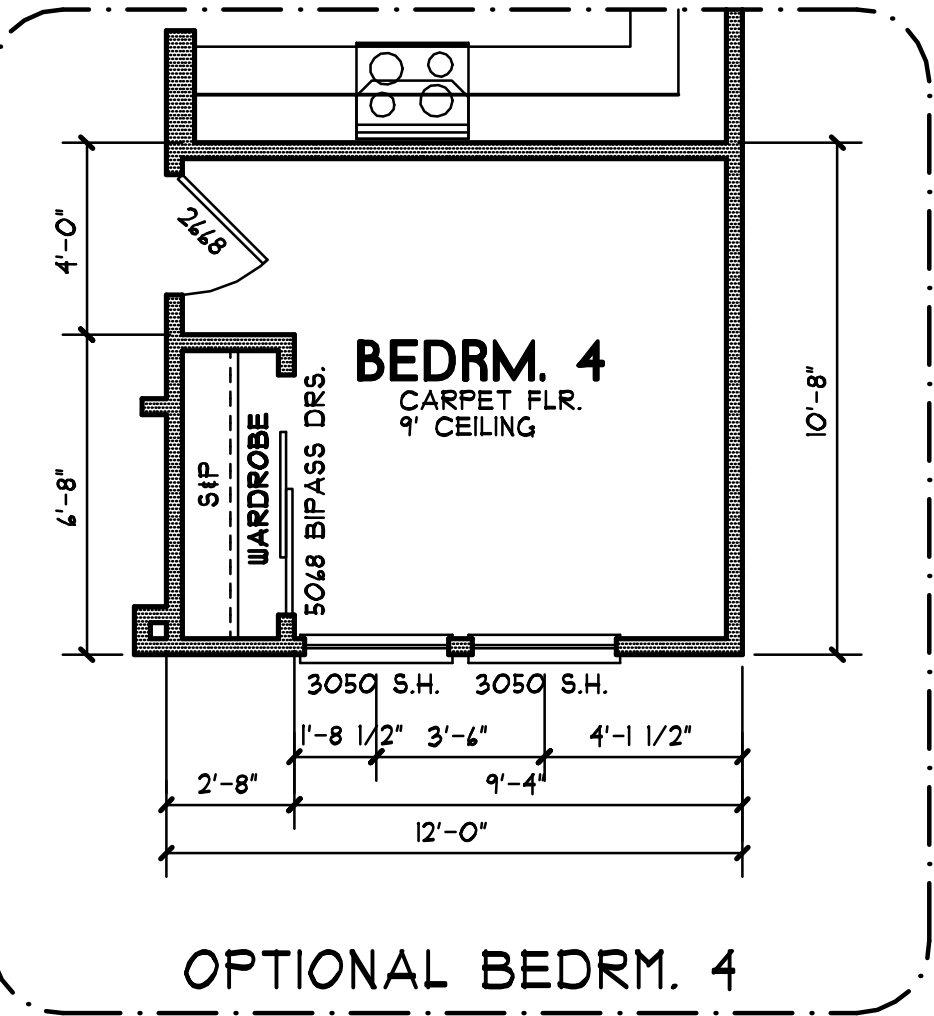 2668
4'-0"
BEDRM. 4
CARPET FLR.
9' CEILING
10'-8"
6'-8"
S&P
WARDROBE
5068 BIPASS DRS.
3050 S.H.
3050 S.H.
1'-8 1/2"
3'-6"
4'-1 1/2"
2'-8"
9'-4"
12'-0"
OPTIONAL BEDRM. 4